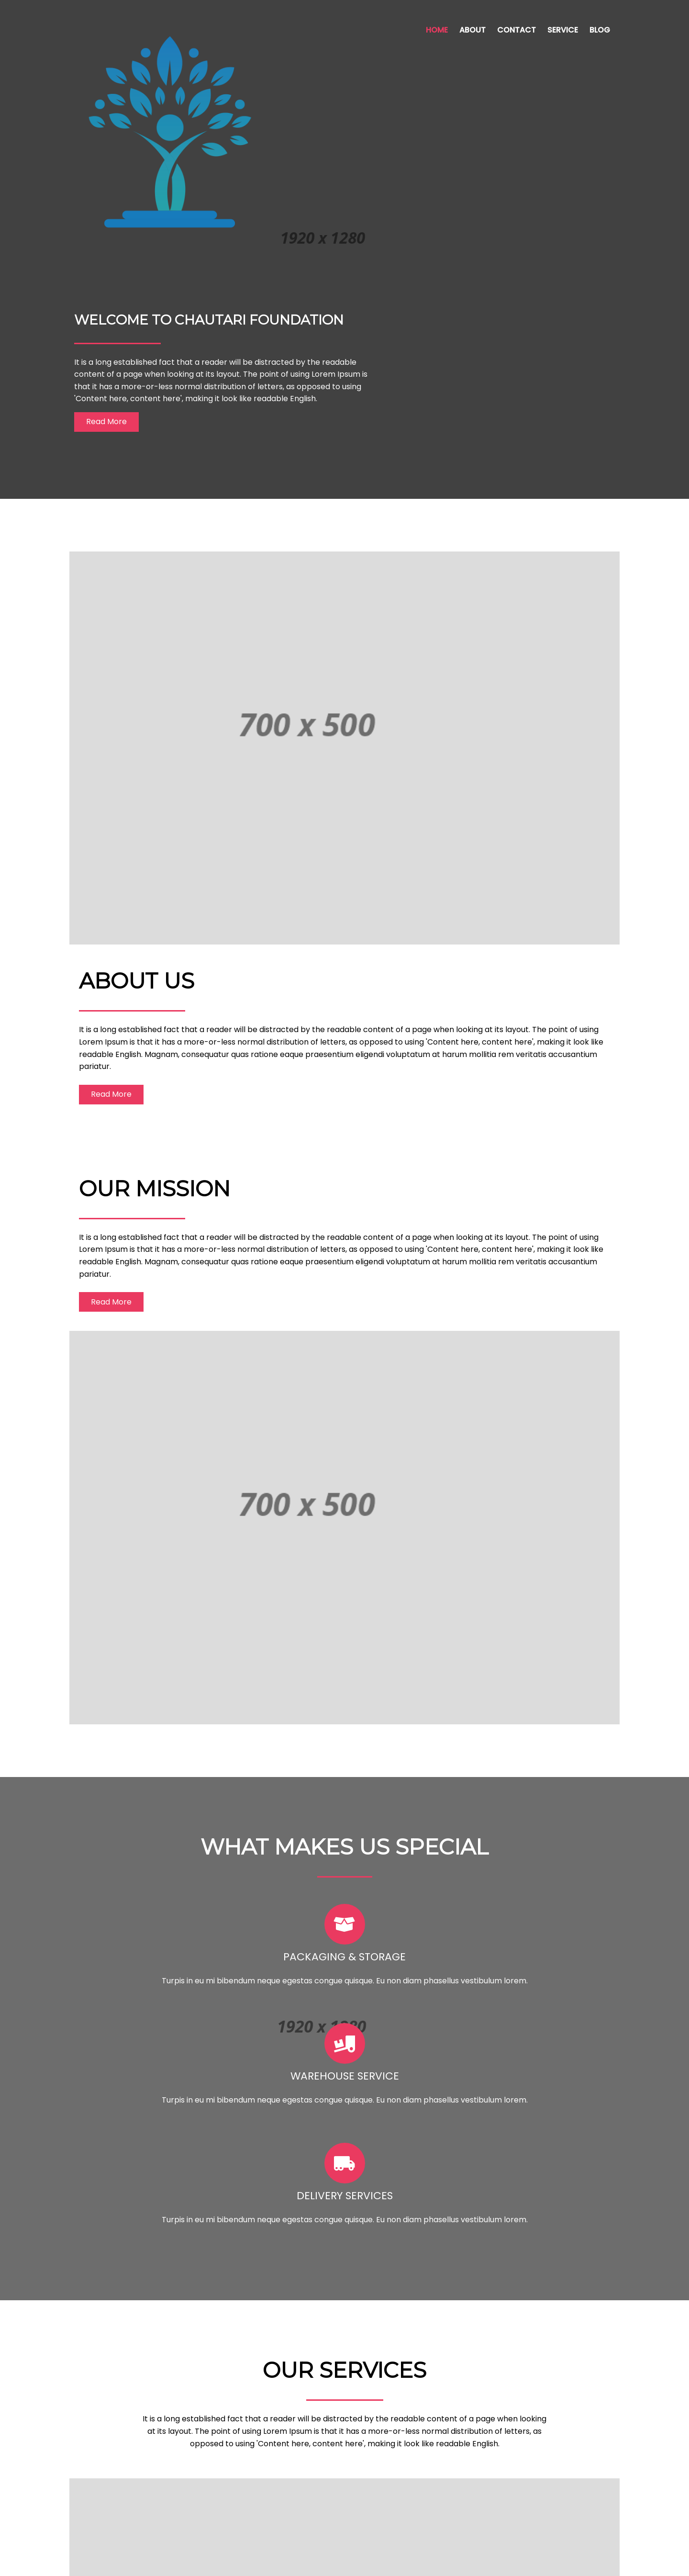 HOME ABOUT CONTACT SERVICE BLOG
1920 x 1280
WELCOME TO CHAUTARI FOUNDATION
It is a long established fact that a reader will be distracted by the readable
content of a page when looking at its layout. The point of using Lorem Ipsum is
that it has a more-or-less normal distribution of letters, as opposed to using
'Content here, content here', making it look like readable English.
Read More
700 x 500
ABOUT US
It is a long established fact that a reader will be distracted by the readable content of a page when looking at its layout. The point of using
Lorem Ipsum is that it has a more-or-less normal distribution of letters, as opposed to using 'Content here, content here', making it look like
readable English. Magnam, consequatur quas ratione eaque praesentium eligendi voluptatum at harum mollitia rem veritatis accusantium
pariatur.
Read More
OUR MISSION
It is a long established fact that a reader will be distracted by the readable content of a page when looking at its layout. The point of using
Lorem Ipsum is that it has a more-or-less normal distribution of letters, as opposed to using 'Content here, content here', making it look like
readable English. Magnam, consequatur quas ratione eaque praesentium eligendi voluptatum at harum mollitia rem veritatis accusantium
pariatur.
Read More
700 x 500
WHAT MAKES US SPECIAL
PACKAGING & STORAGE
Turpis in eu mi bibendum neque egestas congue quisque. Eu non diam phasellus vestibulum lorem.
1920 x 1280
WAREHOUSE SERVICE
Turpis in eu mi bibendum neque egestas congue quisque. Eu non diam phasellus vestibulum lorem.
DELIVERY SERVICES
Turpis in eu mi bibendum neque egestas congue quisque. Eu non diam phasellus vestibulum lorem.
OUR SERVICES
It is a long established fact that a reader will be distracted by the readable content of a page when looking
at its layout. The point of using Lorem Ipsum is that it has a more-or-less normal distribution of letters, as
opposed to using 'Content here, content here', making it look like readable English.